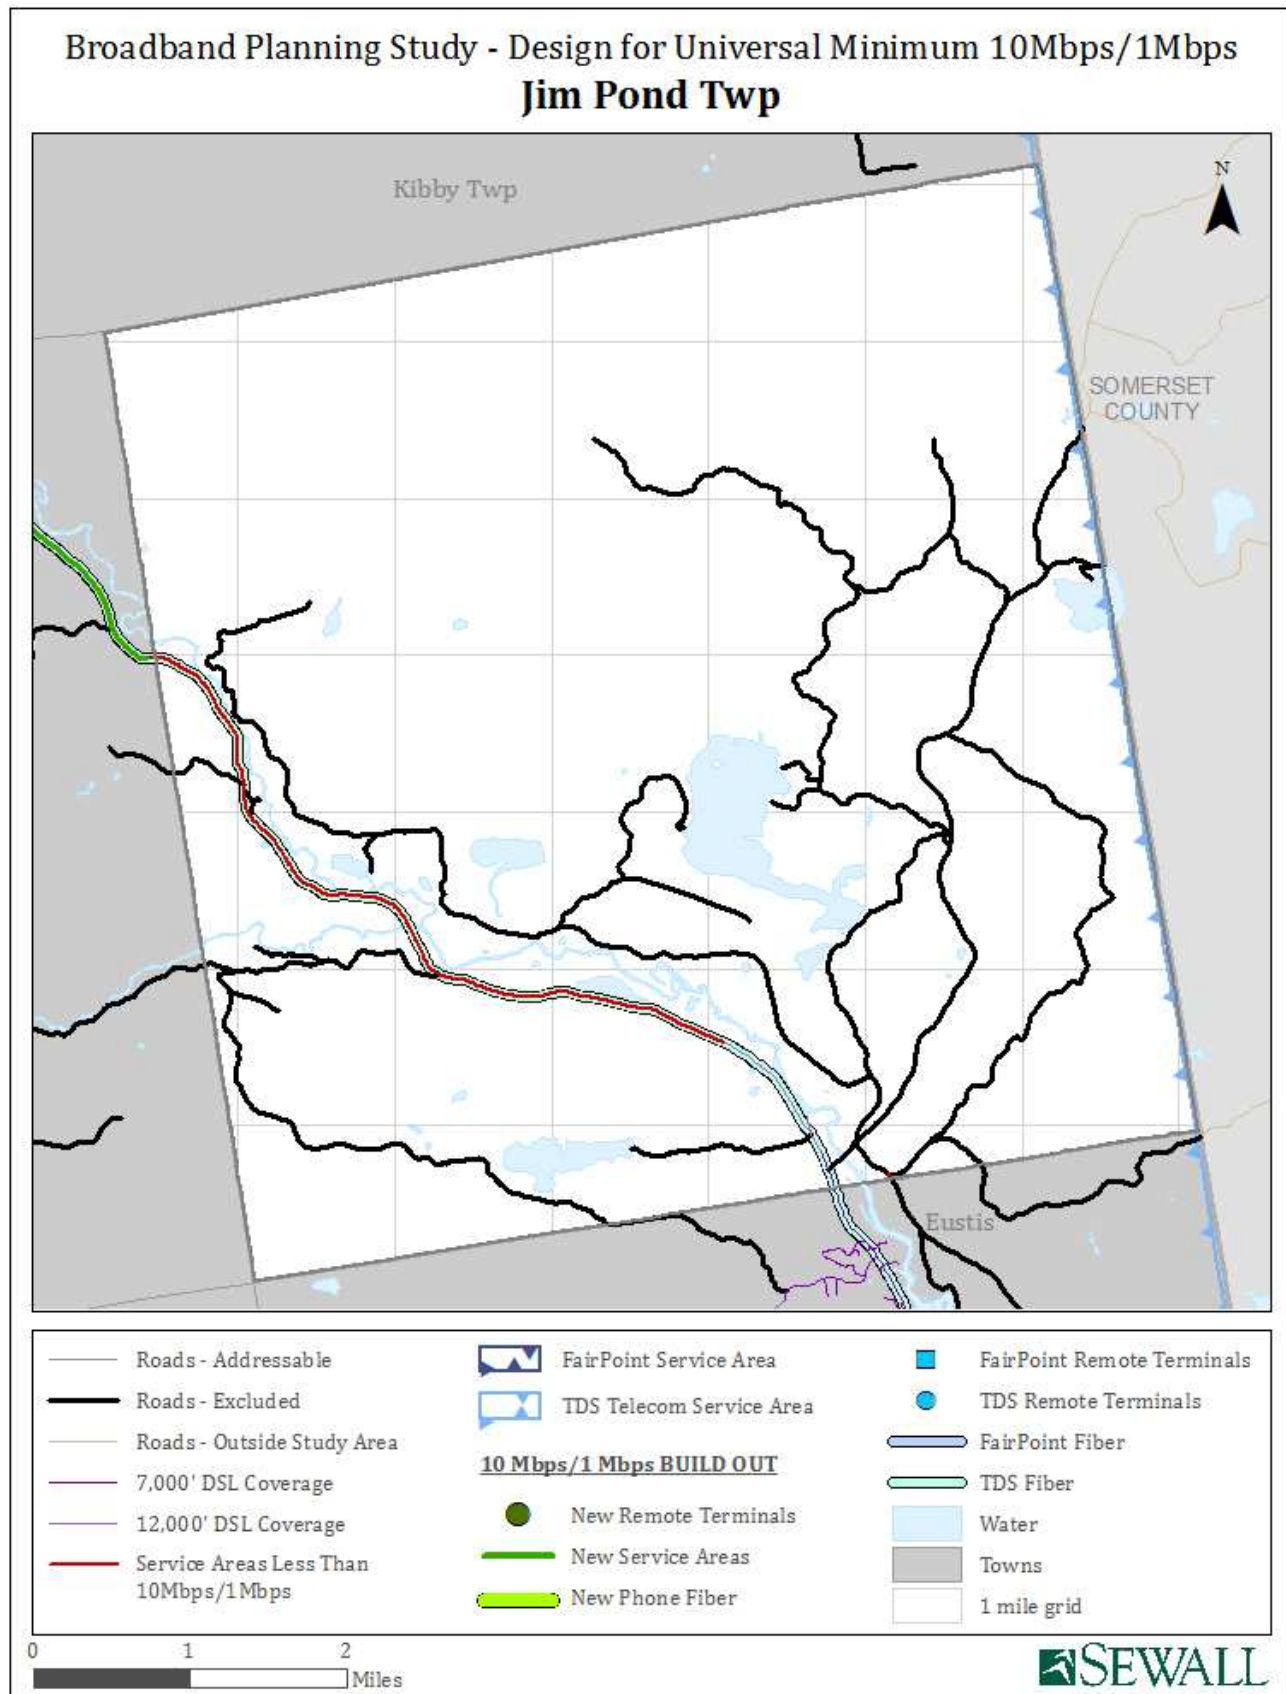 Broadband Planning Study - Design for Universal Minimum 10Mbps/1Mbps
Jim Pond Twp
Kibby Twp
N
SOMERSET
COUNTY
Eustis
Roads - Addressable
Roads - Excluded
Roads - Outside Study Area
7,000' DSL Coverage
12,000' DSL Coverage
Service Areas Less Than
10Mbps/1Mbps
FairPoint Service Area
TDS Telecom Service Area
10 Mbps/1 Mbps BUILD OUT
New Remote Terminals
New Service Areas
New Phone Fiber
FairPoint Remote Terminals
TDS Remote Terminals
FairPoint Fiber
TDS Fiber
Water
Towns
1 mile grid
0 1 2
Miles
SEWALL